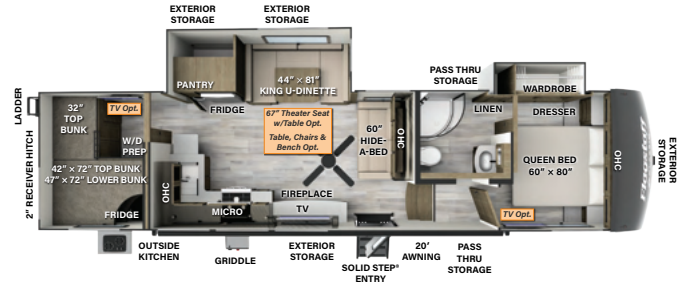 EXTERIOR
STORAGE
EXTERIOR
STORAGE
PANTRY
44" × 81"
KING U-DINETTE
FRIDGE
67" Theater Seat
w/Table Opt.
Table, Chairs &
Bench Opt.
60"
HIDE-
A-BED
OHC
PASS THRU
STORAGE
WARDROBE
LINEN
DRESSER
QUEEN BED
60" × 80"
OHC
Flagstaff
EXTERIOR
STORAGE
LADDER
2" RECEIVER HITCH
32"
TOP
BUNK
TV Opt.
W/D
PREP
42" × 72" TOP BUNK
47" × 72" LOWER BUNK
FRIDGE
OHC
MICRO
FIREPLACE
TV
TV Opt.
OUTSIDE
KITCHEN
GRIDDLE
EXTERIOR
STORAGE
SOLID STEP®
ENTRY
20'
AWNING
PASS
THRU
STORAGE